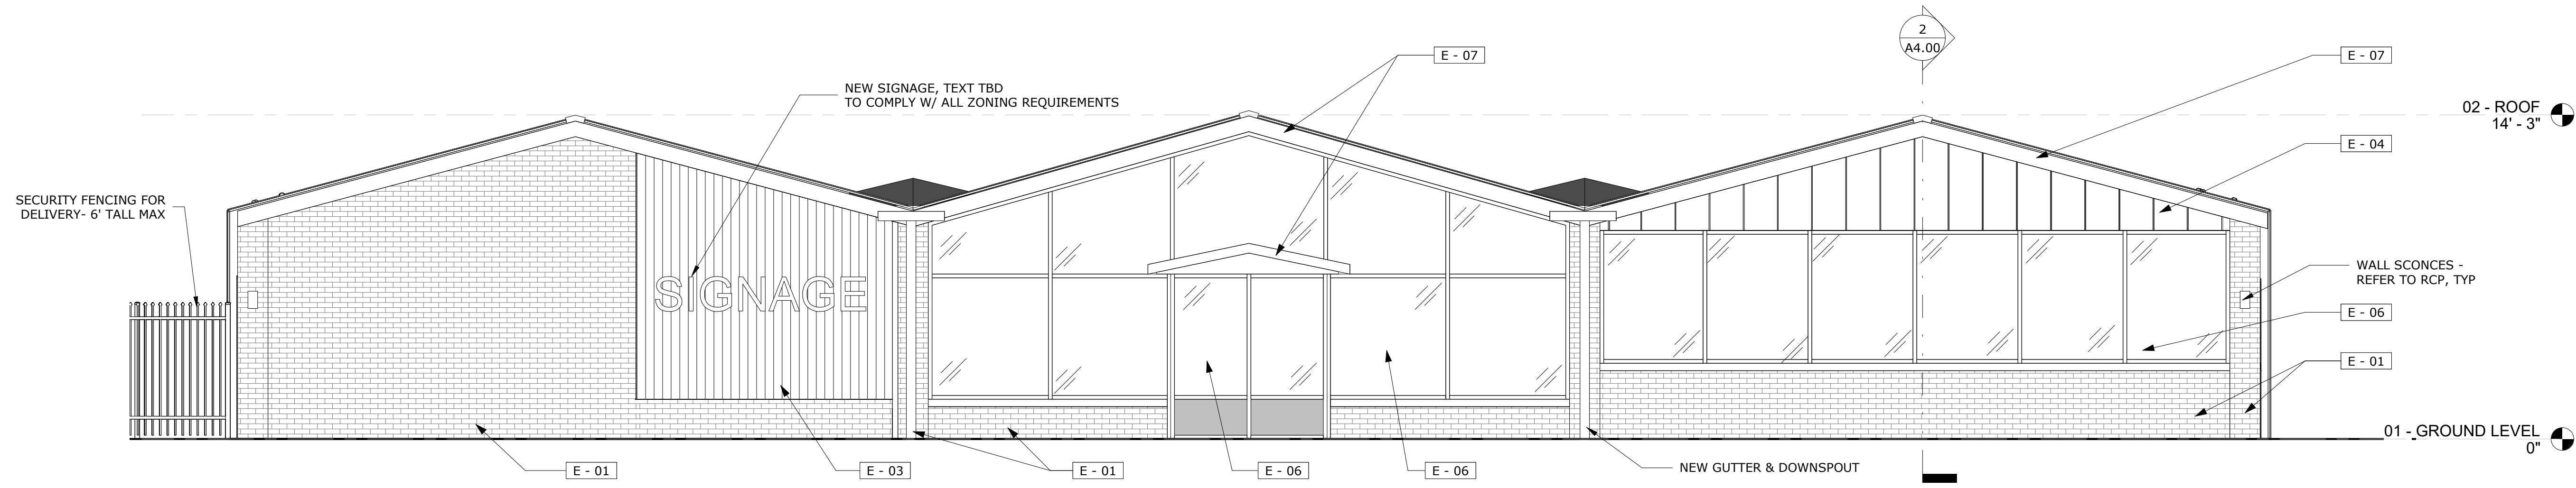 2
A4.00
E - 07
E - 07
NEW SIGNAGE, TEXT TBD
TO COMPLY W/ ALL ZONING REQUIREMENTS
02 - ROOF
14' - 3"
E - 04
SECURITY FENCING FOR
DELIVERY- 6' TALL MAX
SIGNAGE
WALL SCONCES -
REFER TO RCP, TYP
E - 06
E - 01
01 - GROUND LEVEL
0"
E - 01
E - 03
E - 01
E - 06
E - 06
NEW GUTTER & DOWNSPOUT